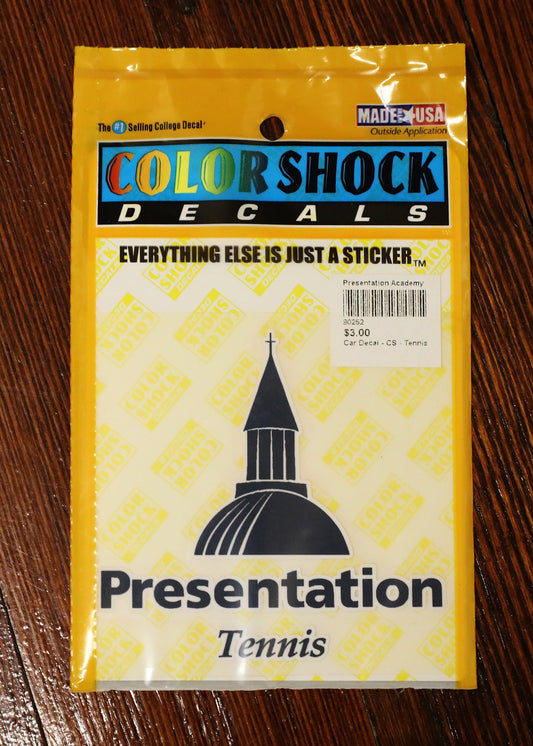 The #1 Selling College Decal
MADE IN USA
Outside Application
COLOR SHOCK
DECALS
EVERYTHING ELSE IS JUST A STICKER™
Presentation Academy
80252
$3.00
Car Decal - CS - Tennis
Presentation
Tennis